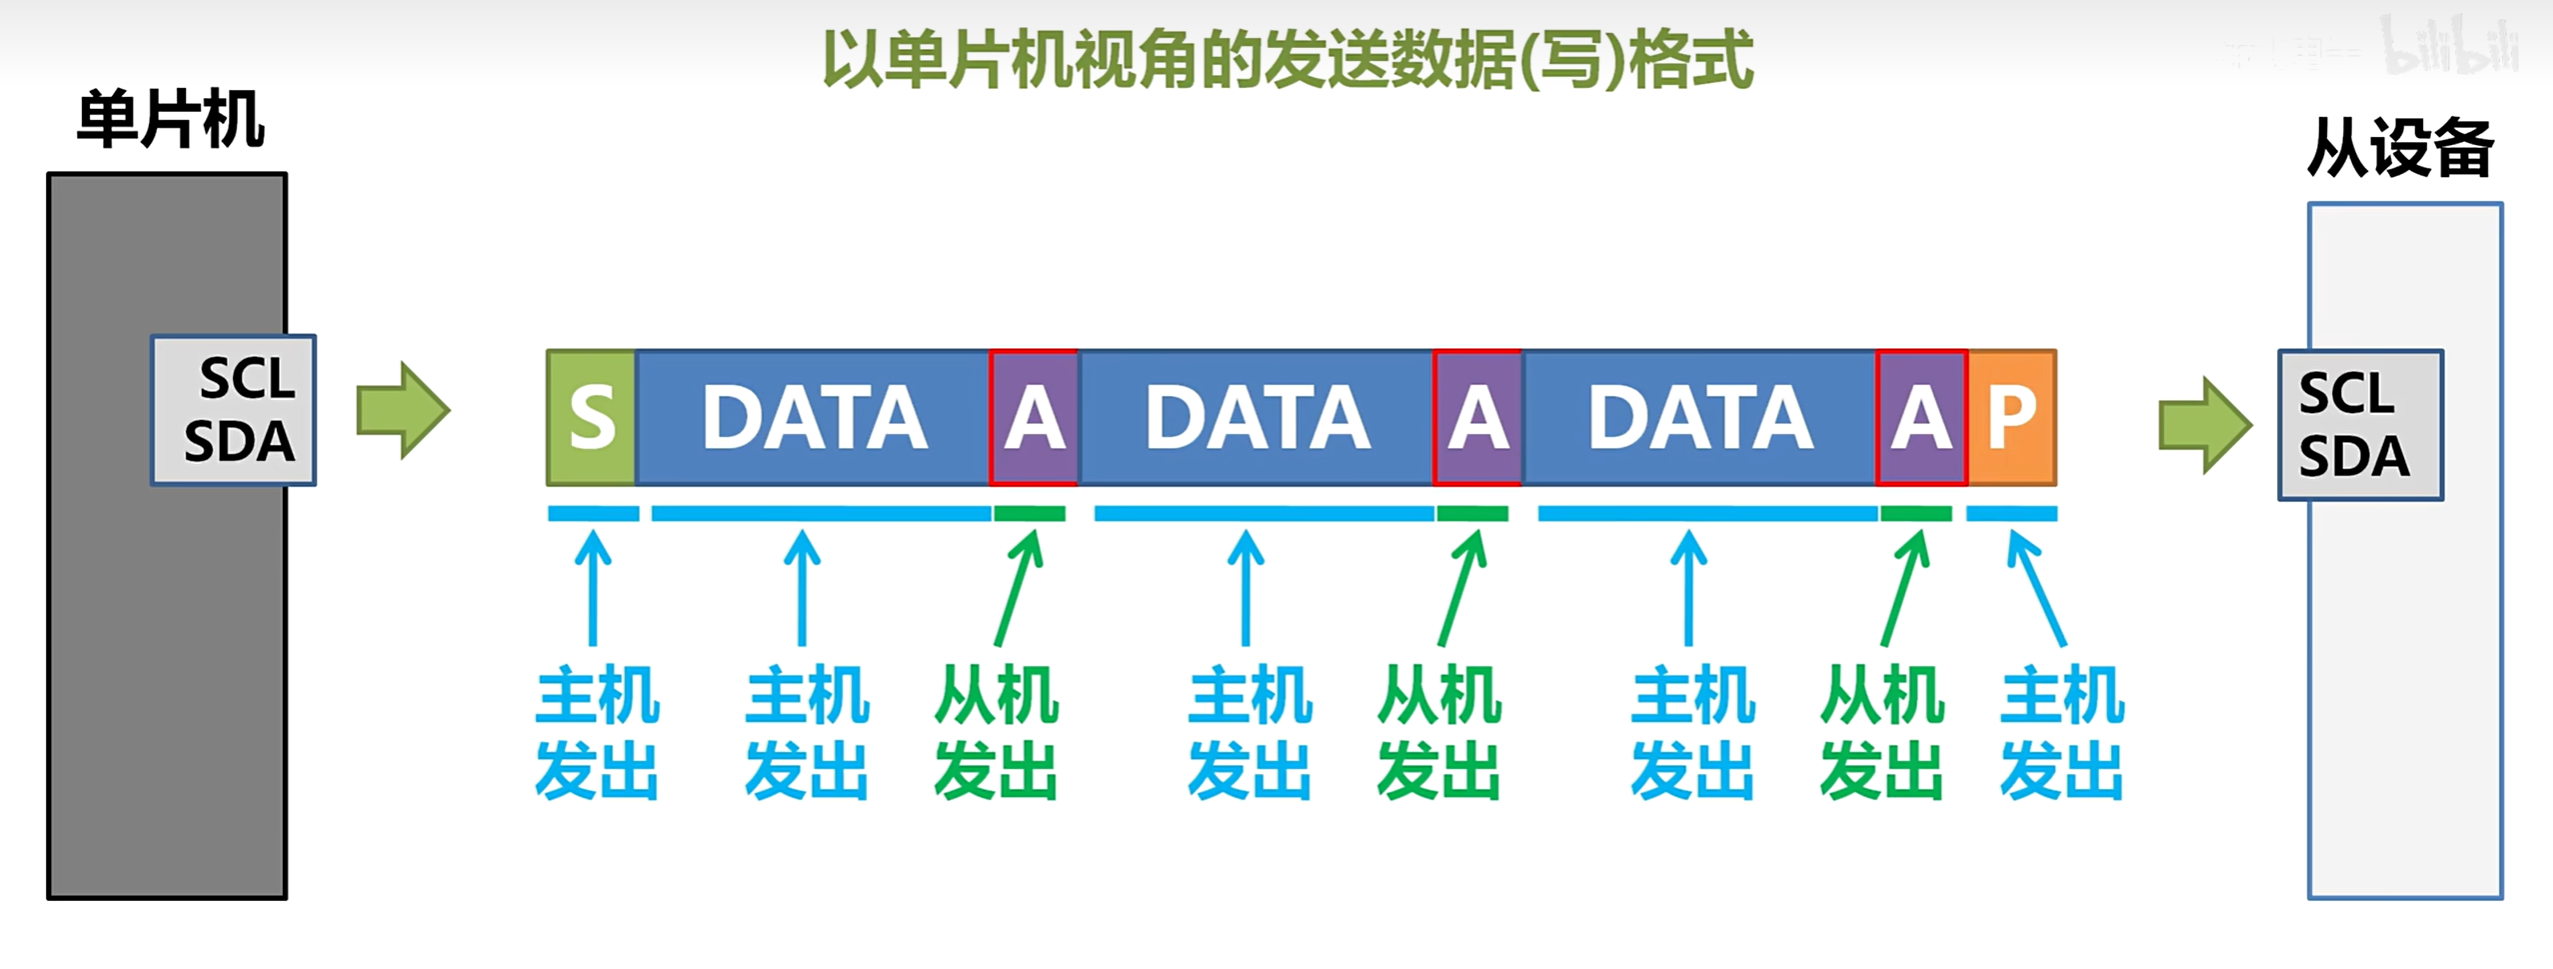 以单片机视角的发送数据(写)格式
bilibili
单片机
从设备
SCL
SDA
S DATA A DATA A DATA A P
SCL
SDA
主机 主机 从机 主机 从机 主机 从机 主机
发出 发出 发出 发出 发出 发出 发出 发出